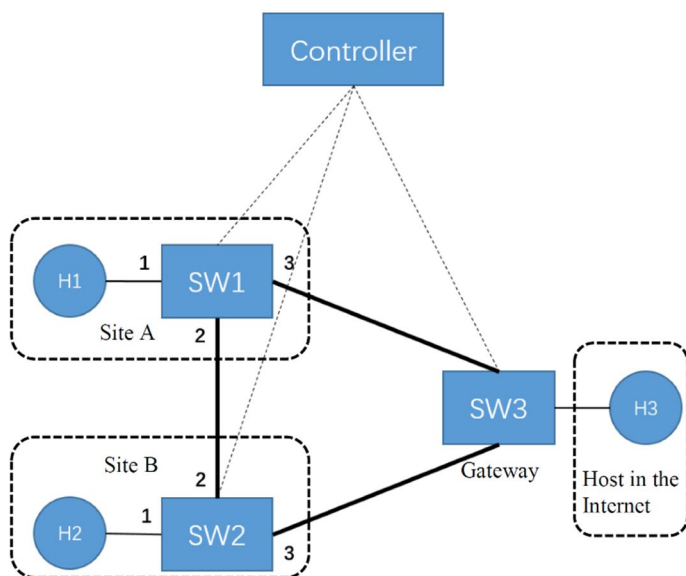 Controller
1
3
H1
SW1
Site A
2
SW3
H3
Site B
Gateway
Host in the
Internet
2
1
H2
SW2
3